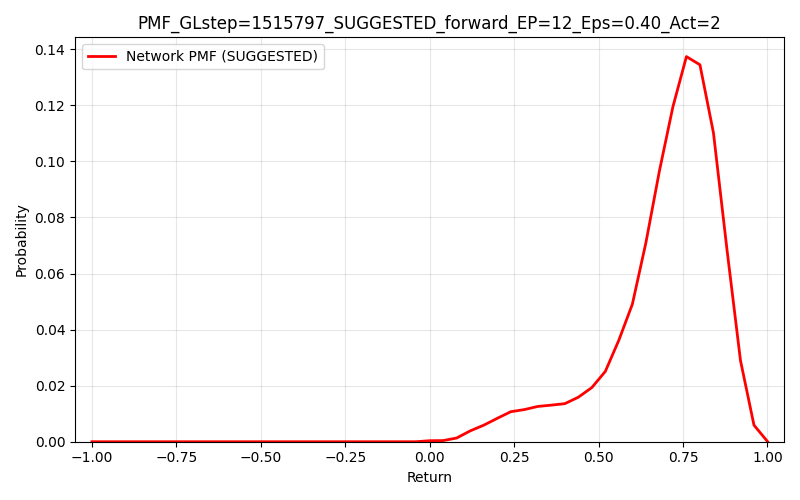 PMF_GLstep=1515797_SUGGESTED_forward_EP=12_Eps=0.40_Act=2
Network PMF (SUGGESTED)
0.14
0.12
0.10
0.08
0.06
0.04
0.02
0.00
Probability
−1.00 −0.75 −0.50 −0.25 0.00 0.25 0.50 0.75 1.00
Return